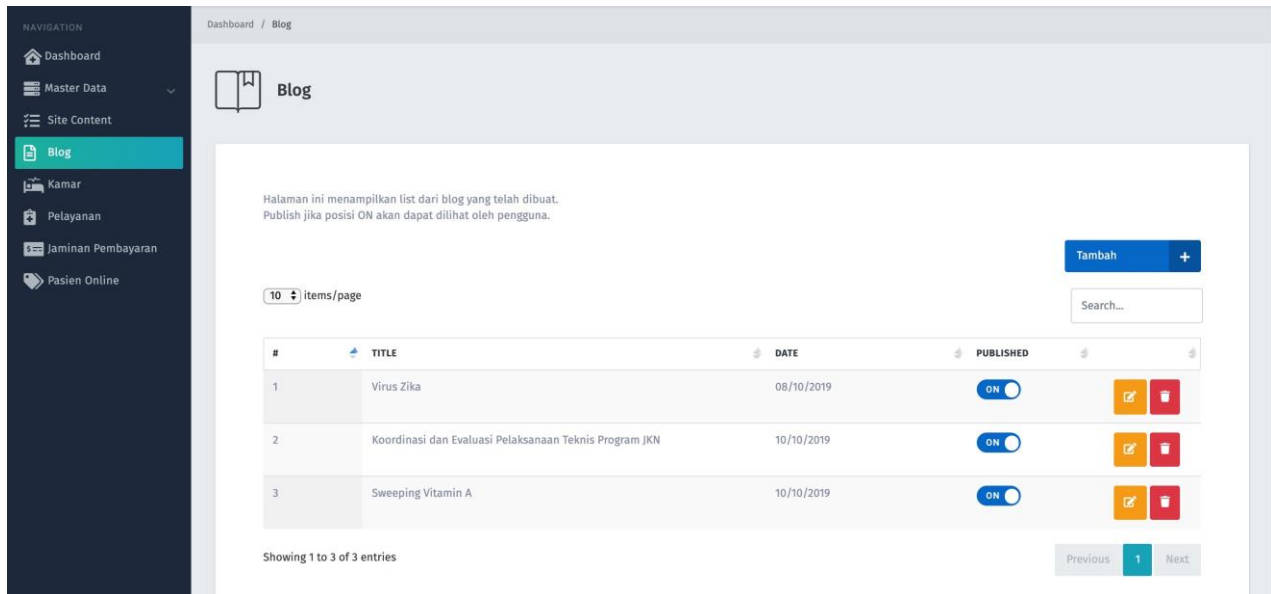 NAVIGATION
Dashboard
Master Data
Site Content
Blog
Kamar
Pelayanan
Jaminan Pembayaran
Pasien Online
Dashboard / Blog
Blog
Halaman ini menampilkan list dari blog yang telah dibuat.
Publish jika posisi ON akan dapat dilihat oleh pengguna.
Tambah +
10 items/page
Search...
# TITLE DATE PUBLISHED
1 Virus Zika 08/10/2019 ON
2 Koordinasi dan Evaluasi Pelaksanaan Teknis Program JKN 10/10/2019 ON
3 Sweeping Vitamin A 10/10/2019 ON
Showing 1 to 3 of 3 entries
Previous 1 Next